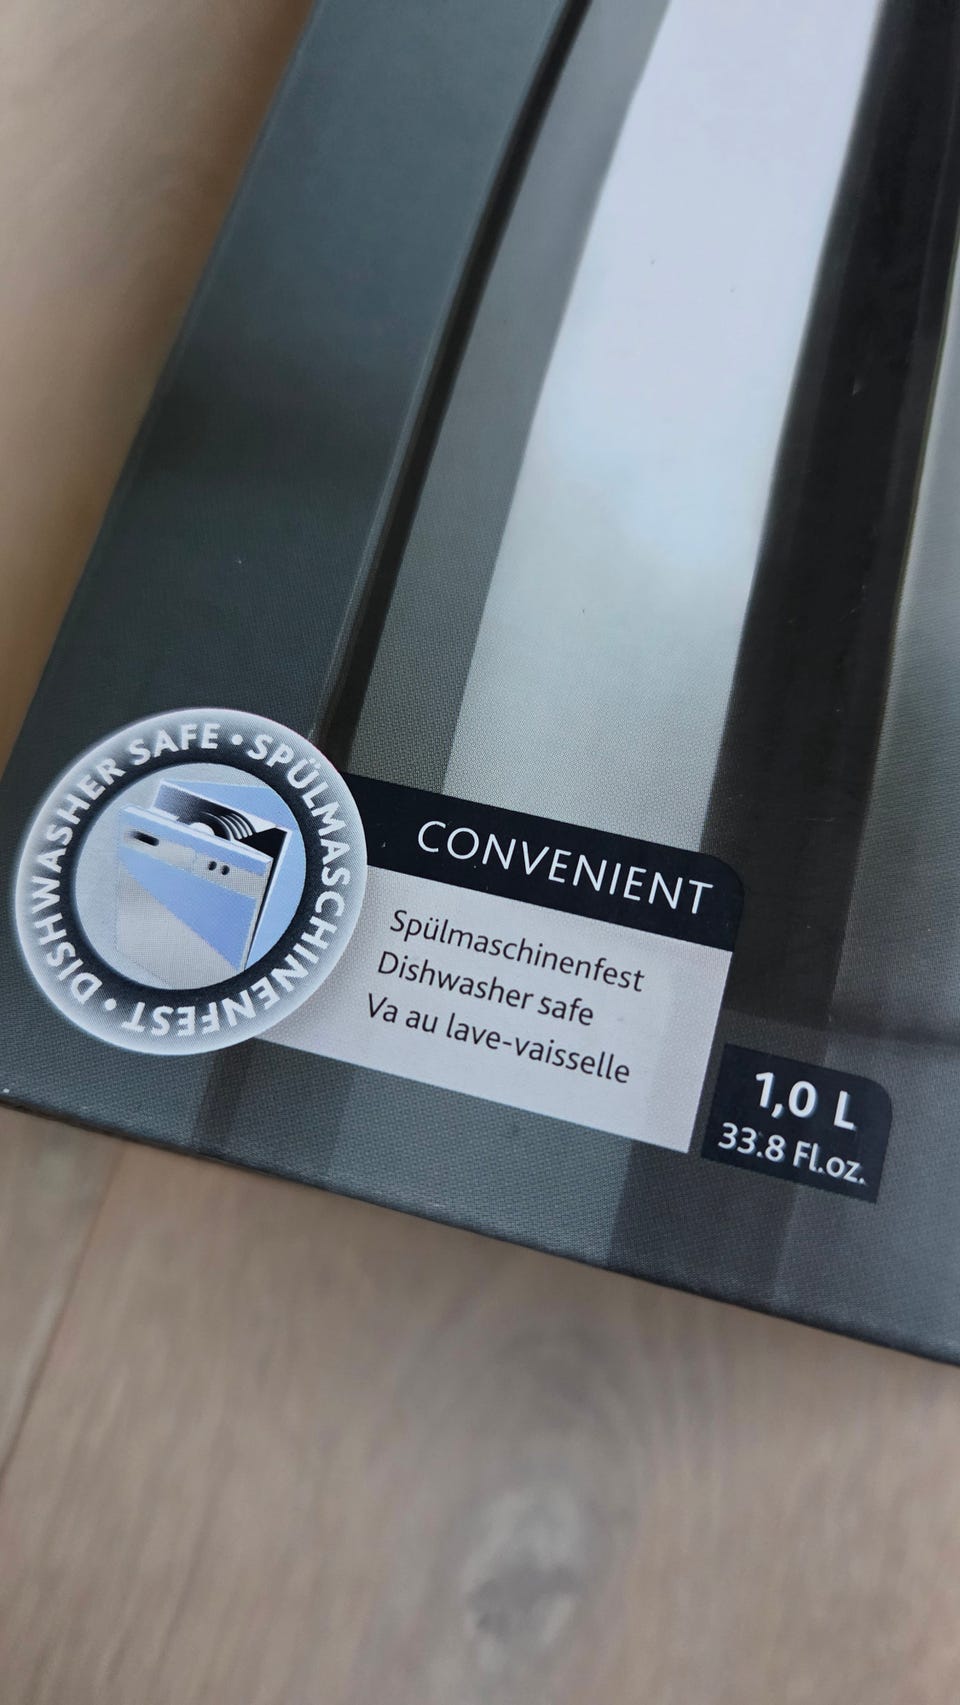 DISHWASHER SAFE • SPÜLMASCHINENFEST •
CONVENIENT
Spülmaschinenfest
Dishwasher safe
Va au lave-vaisselle
1,0 L
33.8 Fl.oz.